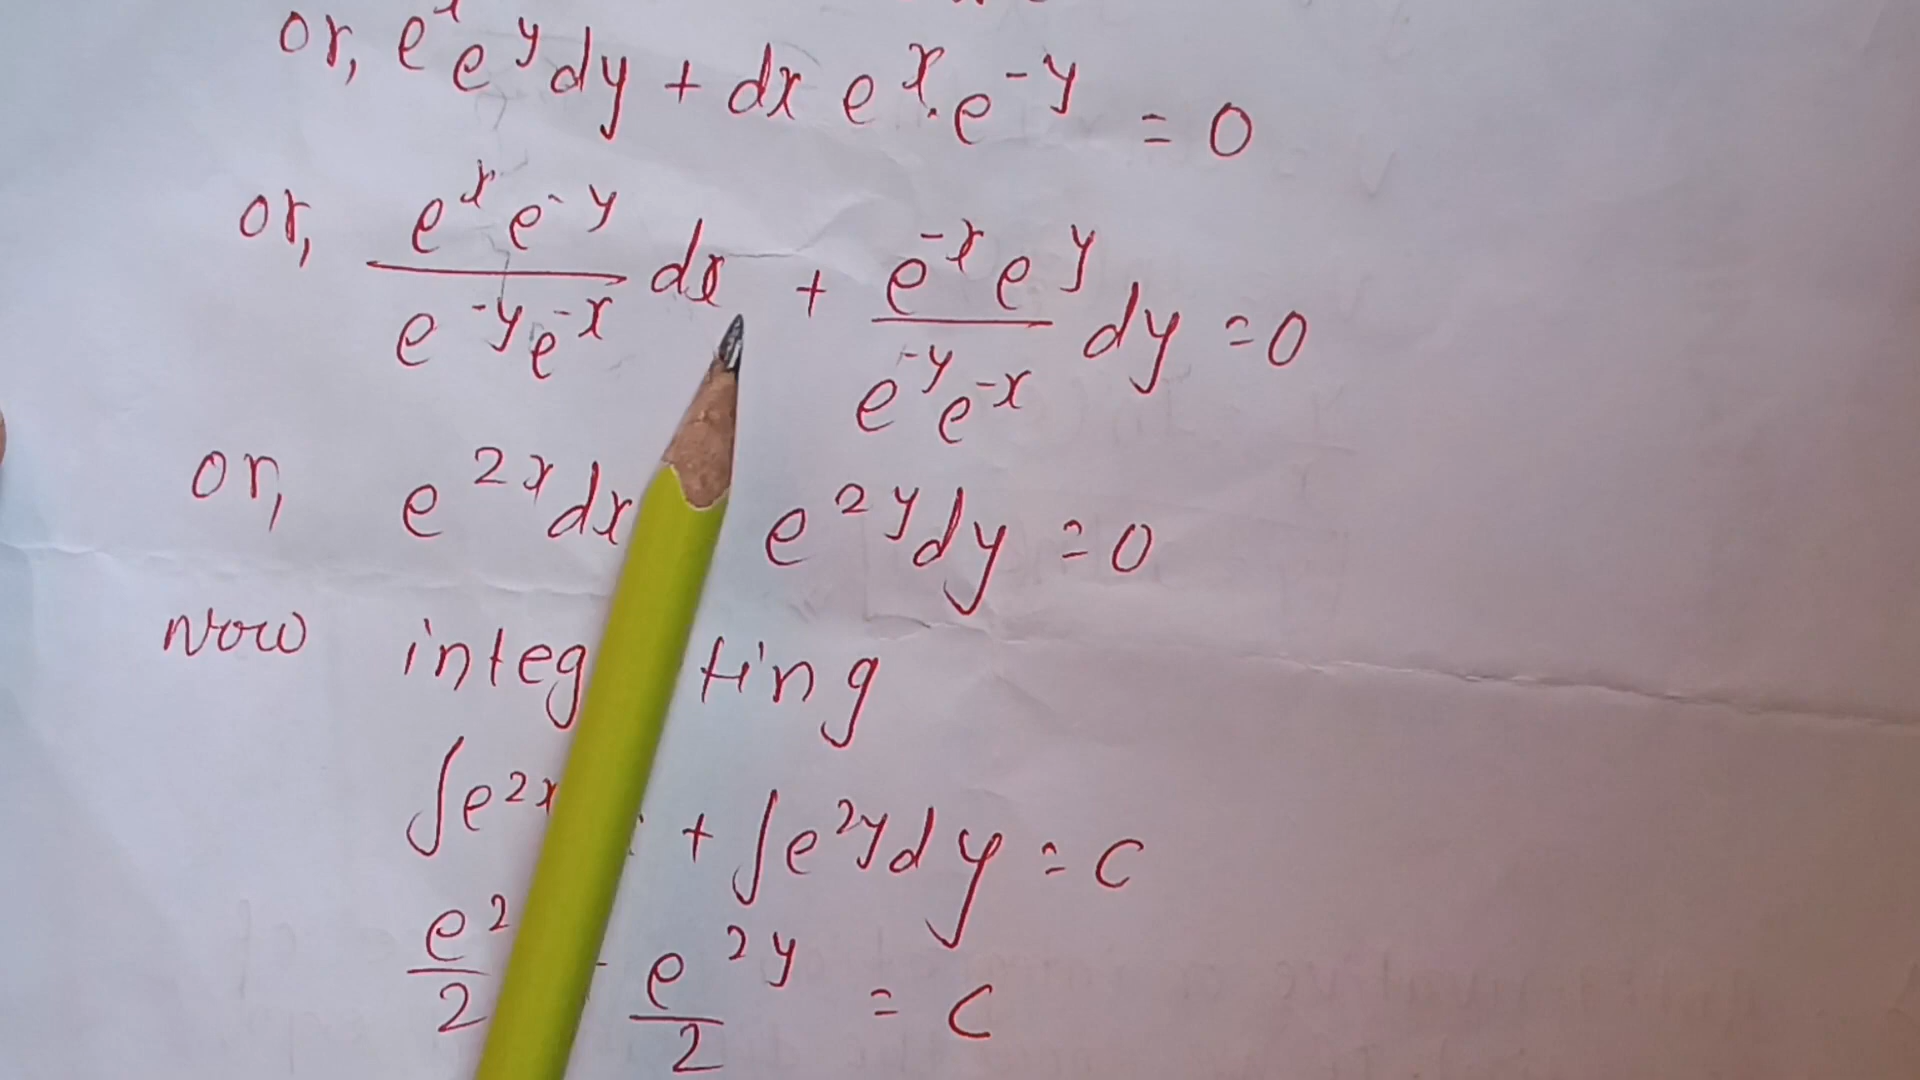 or, e^x e^y dy + dx e^x . e^-y = 0
or, e^x e^-y / e^-y e^-x dx + e^-x e^y / e^-y e^-x dy = 0
or, e^2x dx e^2y dy = 0
Now integ ting
∫e^2x + ∫e^2y dy = c
e^2 / 2 e^2y / 2 = c